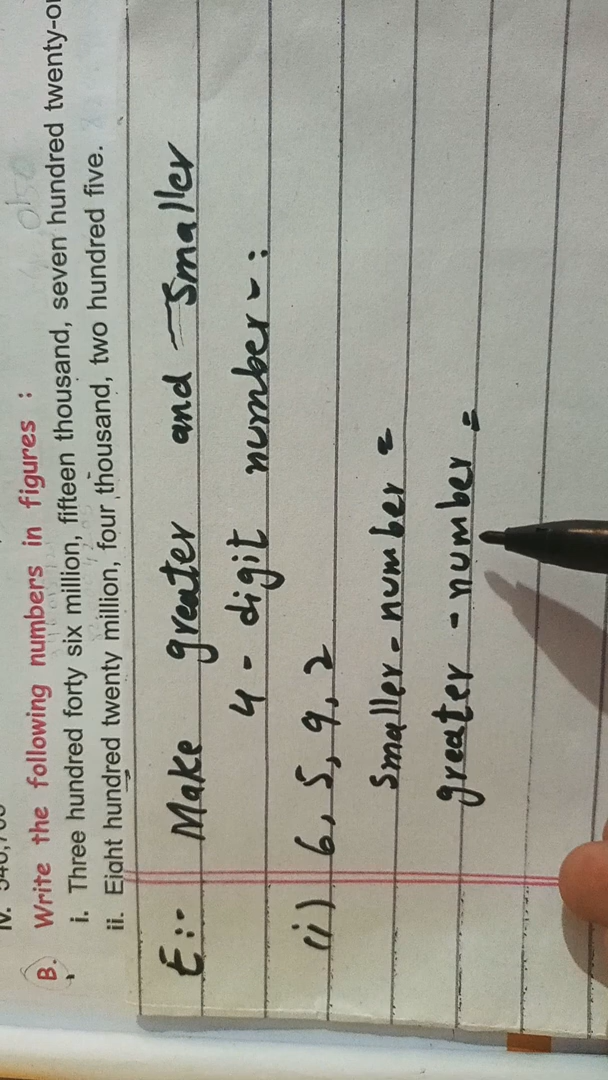 B. Write the following numbers in figures :
i. Three hundred forty six million, fifteen thousand, seven hundred
ii. Eight hundred twenty million, four thousand, two hundred five.
E:- Make greater and Smaller
4 - digit number - :
(i) 6, 5, 9, 2
smaller - number =
greater - number =